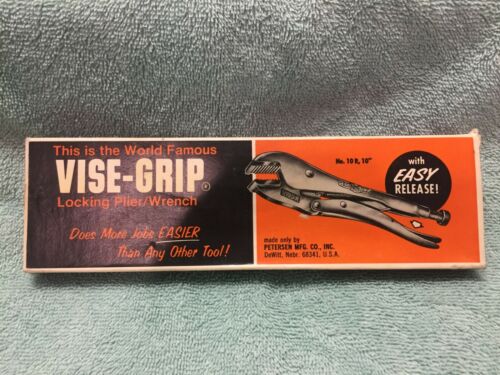 This is the World Famous
VISE-GRIP®
Locking Plier/Wrench
Does More Jobs EASIER
Than Any Other Tool!
No. 10 R, 10"
with
EASY
RELEASE!
made only by
PETERSEN MFG. CO., INC.
DeWitt, Nebr. 68341, U.S.A.